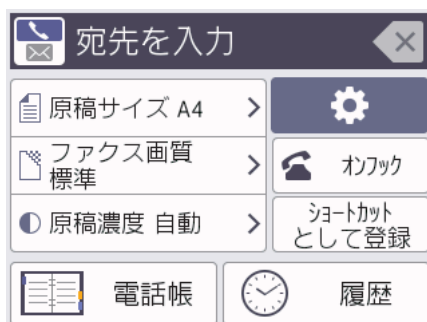 宛先を入力
原稿サイズ A4
ファクス画質
標準
オンフック
原稿濃度 自動
ショートカット
として登録
電話帳
履歴